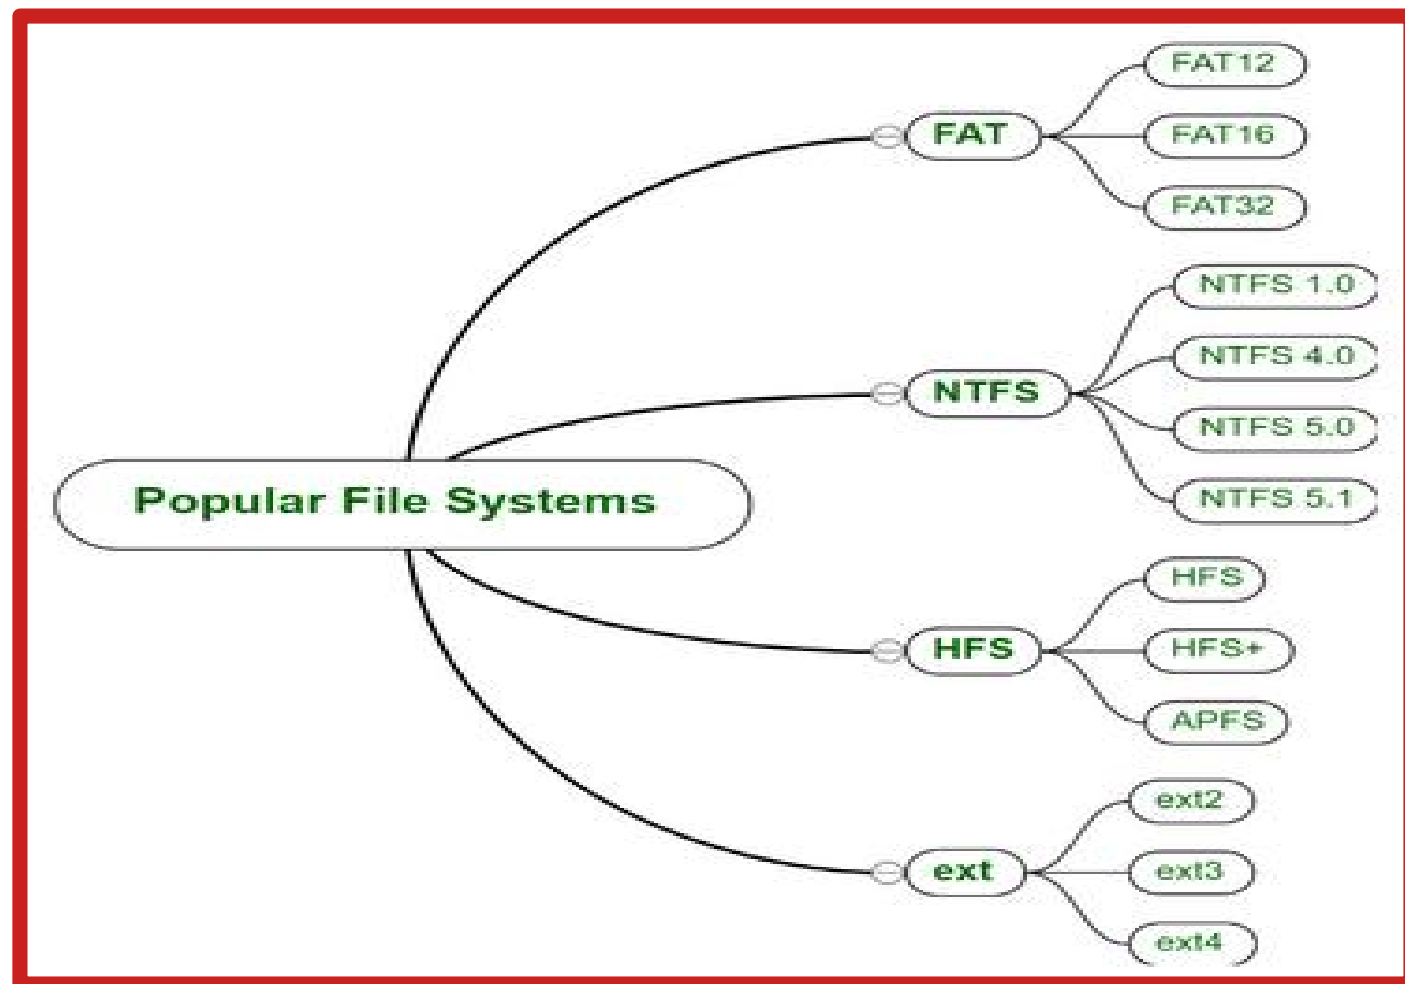 FAT12
FAT
FAT16
FAT32
NTFS 1.0
NTFS 4.0
NTFS
NTFS 5.0
NTFS 5.1
Popular File Systems
HFS
HFS
HFS+
APFS
ext2
ext
ext3
ext4